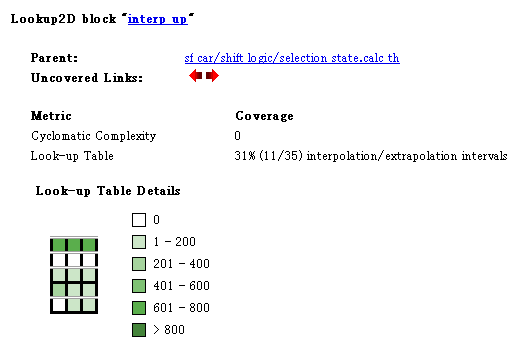 Lookup2D block "interp up"
Parent: sf car/shift logic/selection state.calc th
Uncovered Links:
Metric Coverage
Cyclomatic Complexity 0
Look-up Table 31% (11/35) interpolation/extrapolation intervals
Look-up Table Details
0
1 - 200
201 - 400
401 - 600
601 - 800
> 800